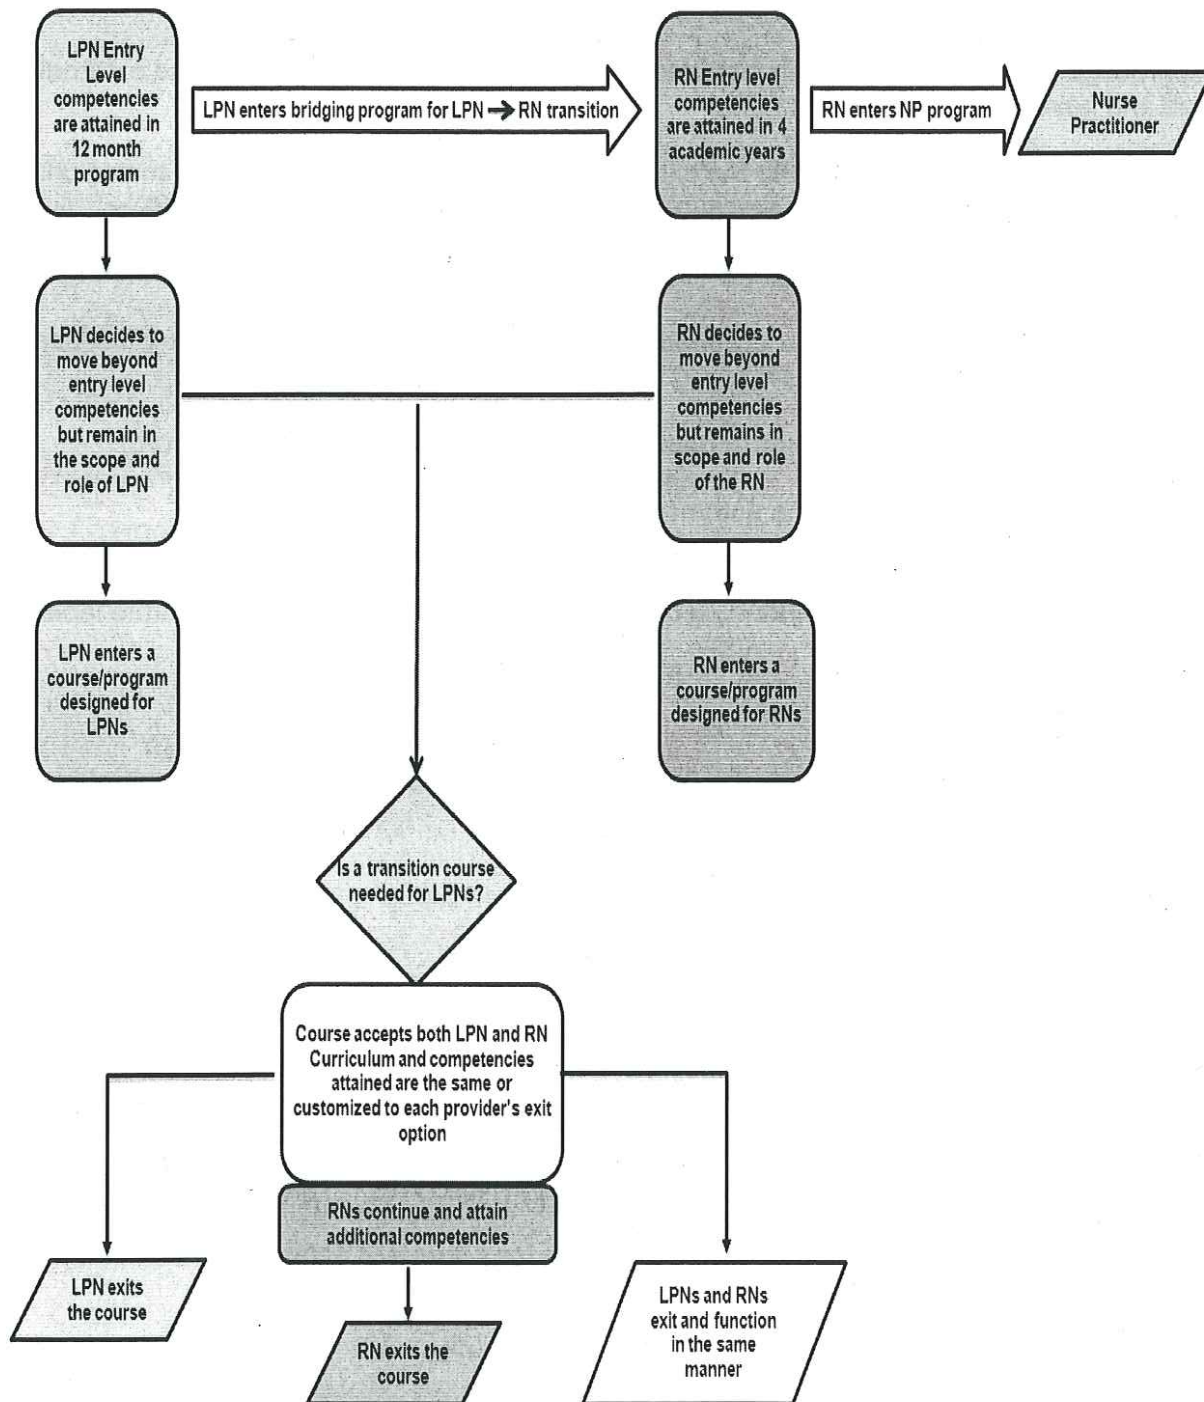 LPN Entry
Level
competencies
are attained in
12 month
program
LPN enters bridging program for LPN → RN transition
RN Entry level
competencies
are attained in 4
academic years
RN enters NP program
Nurse
Practitioner
LPN decides to
move beyond
entry level
competencies
but remain in
the scope and
role of LPN
RN decides to
move beyond
entry level
competencies
but remains in
scope and role
of the RN
LPN enters a
course/program
designed for
LPNs
RN enters a
course/program
designed for RNs
Is a transition course
needed for LPNs?
Course accepts both LPN and RN
Curriculum and competencies
attained are the same or
customized to each provider's exit
option
RNs continue and attain
additional competencies
LPN exits
the course
RN exits the
course
LPNs and RNs
exit and function
in the same
manner